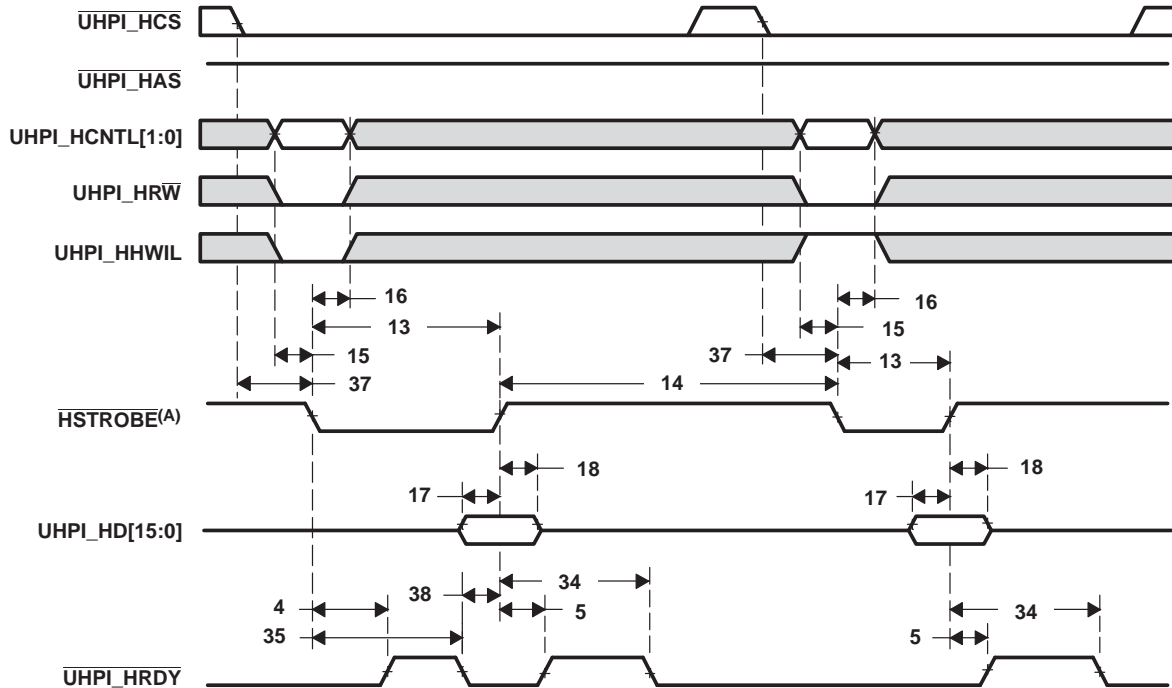 UHPI_HCS
UHPI_HAS
UHPI_HCNTL[1:0]
UHPI_HRW
UHPI_HHWIL
16
16
13
15
15
37
13
37
14
HSTROBE(A)
18
18
17
17
UHPI_HD[15:0]
34
38
4
5
34
35
5
UHPI_HRDY